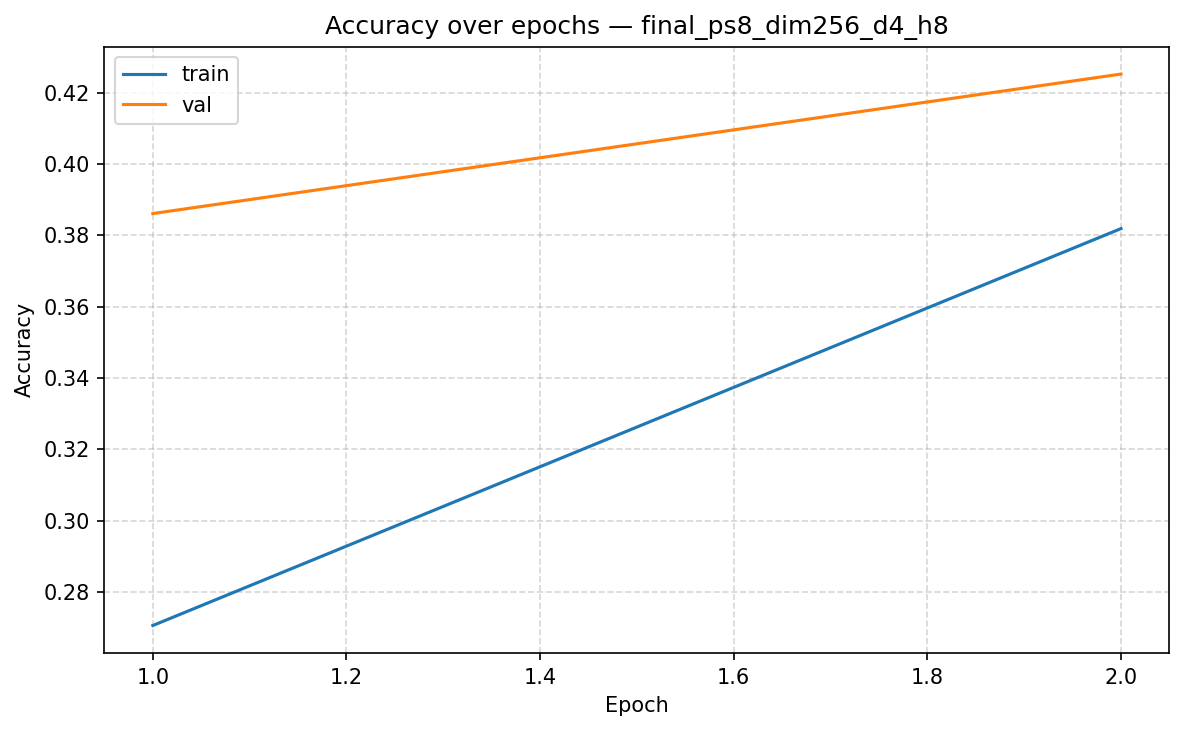 Accuracy over epochs — final_ps8_dim256_d4_h8
train
val
0.42
0.40
0.38
0.36
0.34
0.32
0.30
0.28
Accuracy
1.0 1.2 1.4 1.6 1.8 2.0
Epoch